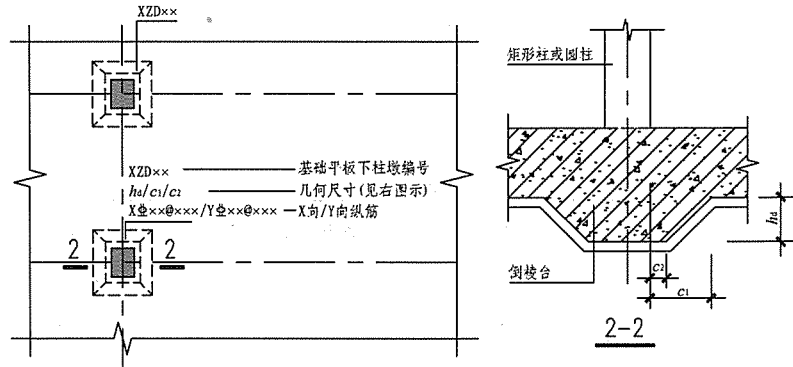 XZD××
XZD×× 基础平板下柱墩编号
hd/c1/c2 几何尺寸(见右图示)
X⌽××@×××/Y⌽××@××× X向/Y向纵筋
2 2
矩形柱或圆柱
倒棱台
hd
c2
c1
2-2